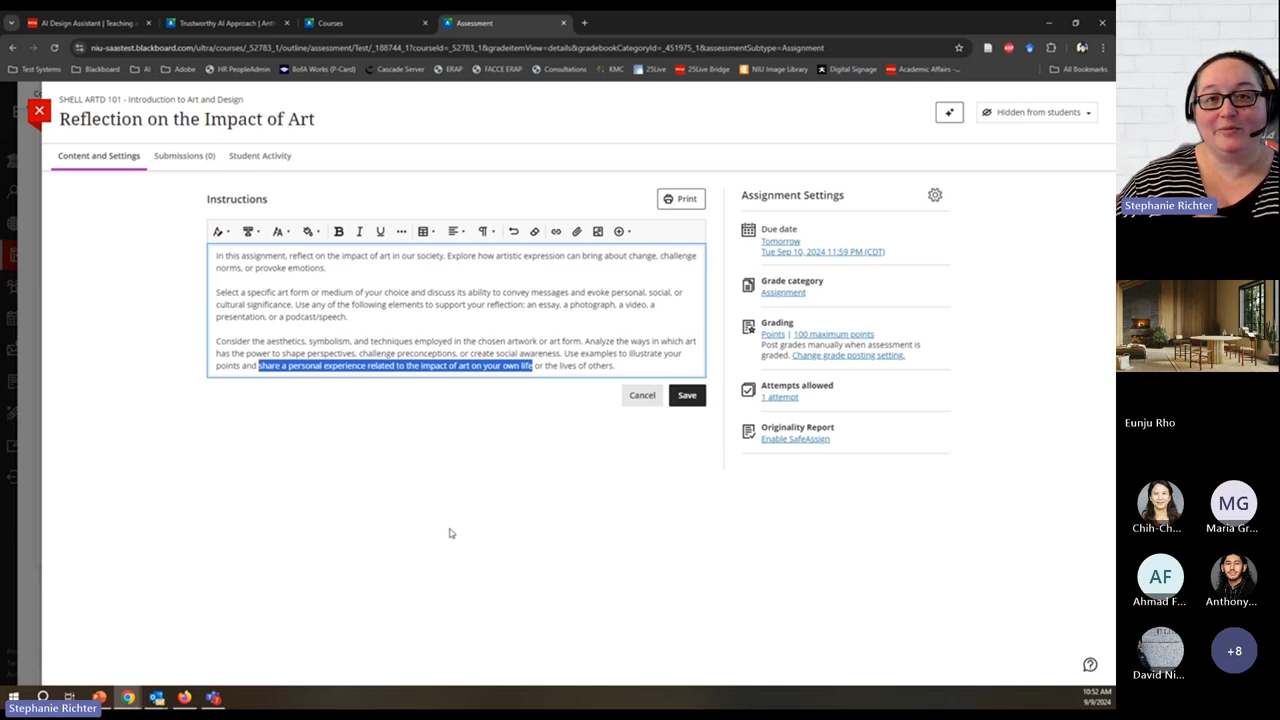 AI Design Assistant | Teaching a
Trustworthy AI Approach | Anth
Courses
Assessment
niu-saastest.blackboard.com/ultra/courses/_52783_1/outline/assessment/Test/_188744_1?courseId=_52783_1&gradeitemView=details&gradebookCategoryId=_451975_1&assessmentSubtype=Assignment
Test Systems
Blackboard
AI
Adobe
HR PeopleAdmin
BofA Works (P-Card)
Cascade Server
ERAP
FACCE ERAP
Consultations
KMC
25Live
25Live Bridge
NIU Image Library
Digital Signage
Academic Affairs -...
All Bookmarks
SHELL ARTD 101 - Introduction to Art and Design
Reflection on the Impact of Art
Hidden from students
Content and Settings
Submissions (0)
Student Activity
Instructions
Print
In this assignment, reflect on the impact of art in our society. Explore how artistic expression can bring about change, challenge
norms, or provoke emotions.
Select a specific art form or medium of your choice and discuss its ability to convey messages and evoke personal, social, or
cultural significance. Use any of the following elements to support your reflection: an essay, a photograph, a video, a
presentation, or a podcast/speech.
Consider the aesthetics, symbolism, and techniques employed in the chosen artwork or art form. Analyze the ways in which art
has the power to shape perspectives, challenge preconceptions, or create social awareness. Use examples to illustrate your
points and share a personal experience related to the impact of art on your own life or the lives of others.
Cancel
Save
Assignment Settings
Due date
Tomorrow
Tue Sep 10, 2024 11:59 PM (CDT)
Grade category
Assignment
Grading
Points | 100 maximum points
Post grades manually when assessment is
graded. Change grade posting setting.
Attempts allowed
1 attempt
Originality Report
Enable SafeAssign
10:52 AM
9/9/2024
Stephanie Richter
Stephanie Richter
Eunju Rho
Chih-Ch...
MG
Maria Gr...
AF
Ahmad F...
Anthony...
David Ni...
+8